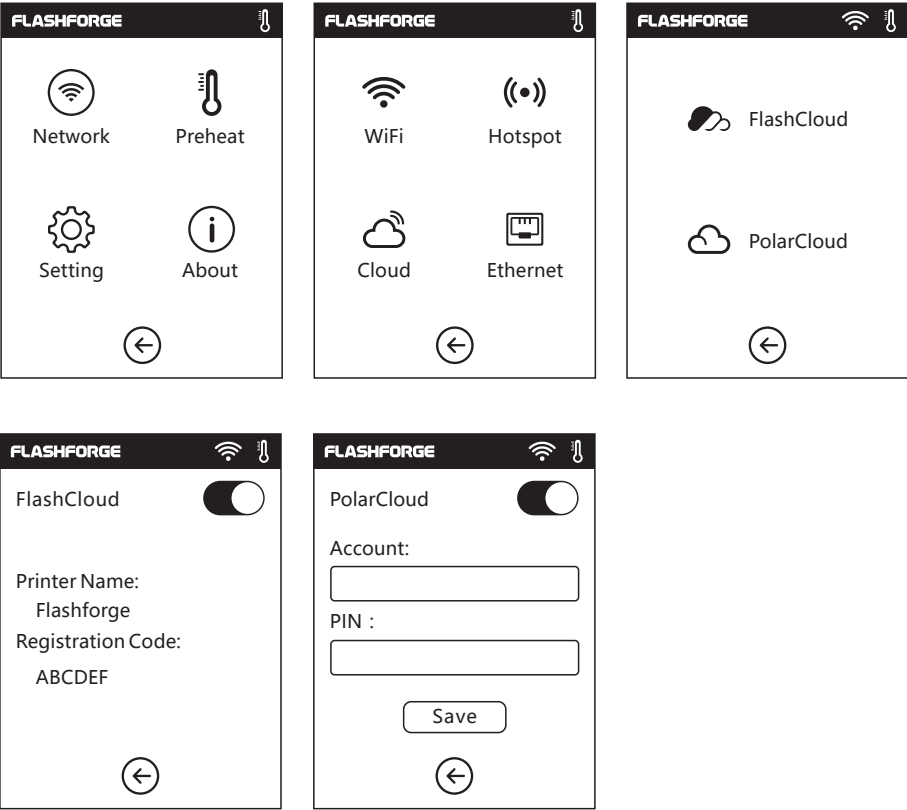 FLASHFORGE
Network Preheat
Setting About
FLASHFORGE
WiFi Hotspot
Cloud Ethernet
FLASHFORGE
FlashCloud
PolarCloud
FLASHFORGE
FlashCloud
Printer Name:
Flashforge
Registration Code:
ABCDEF
FLASHFORGE
PolarCloud
Account:
PIN :
Save